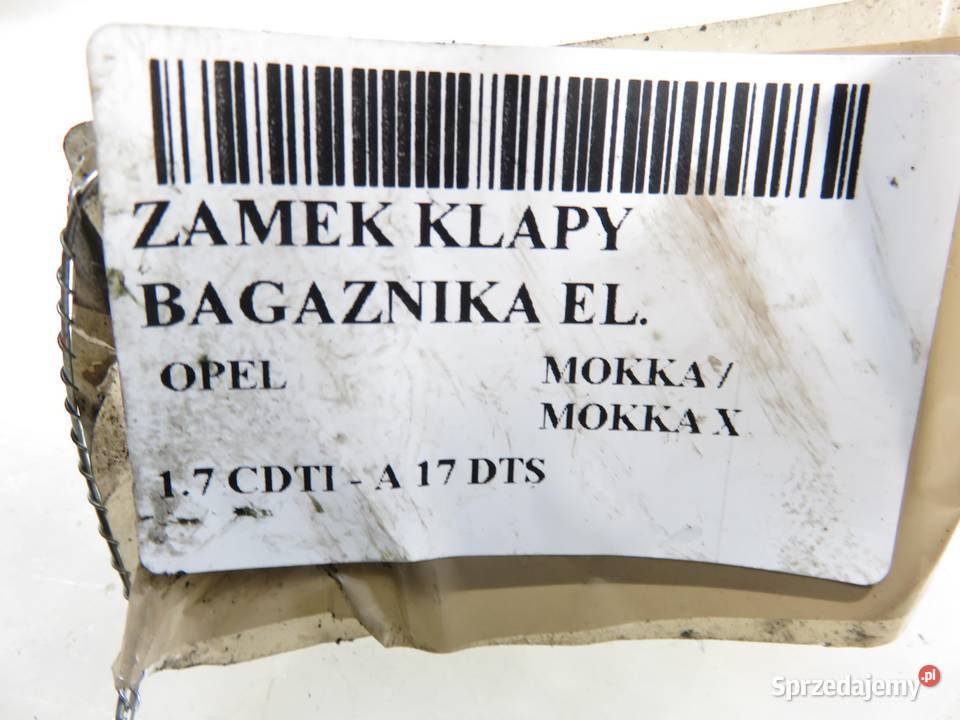 ZAMEK KLAPY
BAGAZNIKA EL.
OPEL MOKKA /
MOKKA X
1.7 CDTI - A 17 DTS
Sprzedajemy.pl